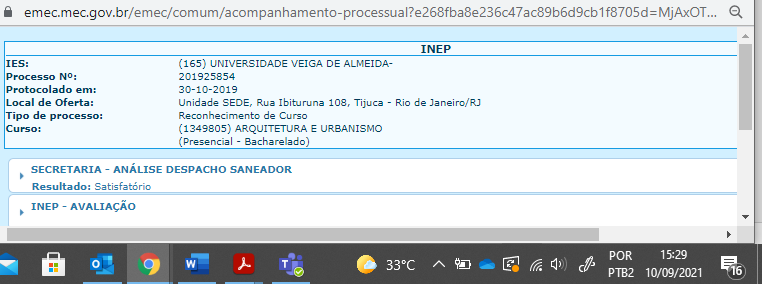 emec.mec.gov.br/emec/comum/acompanhamento-processual?e268fba8e236c47ac89b6d9cb1f8705d=MjAxOT...
INEP
IES: (165) UNIVERSIDADE VEIGA DE ALMEIDA-
Processo Nº: 201925854
Protocolado em: 30-10-2019
Local de Oferta: Unidade SEDE, Rua Ibituruna 108, Tijuca - Rio de Janeiro/RJ
Tipo de processo: Reconhecimento de Curso
Curso: (1349805) ARQUITETURA E URBANISMO
(Presencial - Bacharelado)
SECRETARIA - ANÁLISE DESPACHO SANEADOR
Resultado: Satisfatório
INEP - AVALIAÇÃO
33°C
POR
PTB2
15:29
10/09/2021
16